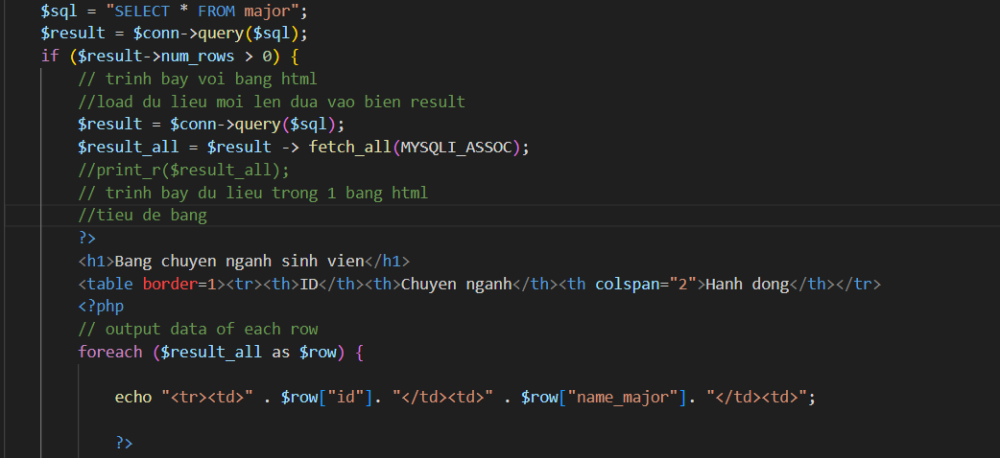 $sql = "SELECT * FROM major";
$result = $conn->query($sql);
if ($result->num_rows > 0) {
// trinh bay voi bang html
//load du lieu moi len dua vao bien result
$result = $conn->query($sql);
$result_all = $result -> fetch_all(MYSQLI_ASSOC);
//print_r($result_all);
// trinh bay du lieu trong 1 bang html
//tieu de bang
?>
<h1>Bang chuyen nganh sinh vien</h1>
<table border=1><tr><th>ID</th><th>Chuyen nganh</th><th colspan="2">Hanh dong</th></tr>
<?php
// output data of each row
foreach ($result_all as $row) {
echo "<tr><td>" . $row["id"]. "</td><td>" . $row["name_major"]. "</td><td>";
?>